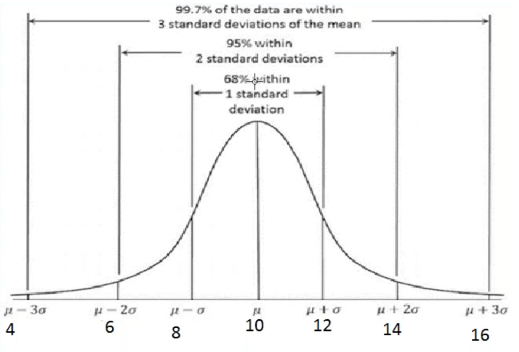 99.7% of the data are within
3 standard deviations of the mean
95% within
2 standard deviations
68% within
1 standard
deviation
μ − 3σ μ − 2σ μ − σ μ μ + σ μ + 2σ μ + 3σ
4 6 8 10 12 14 16